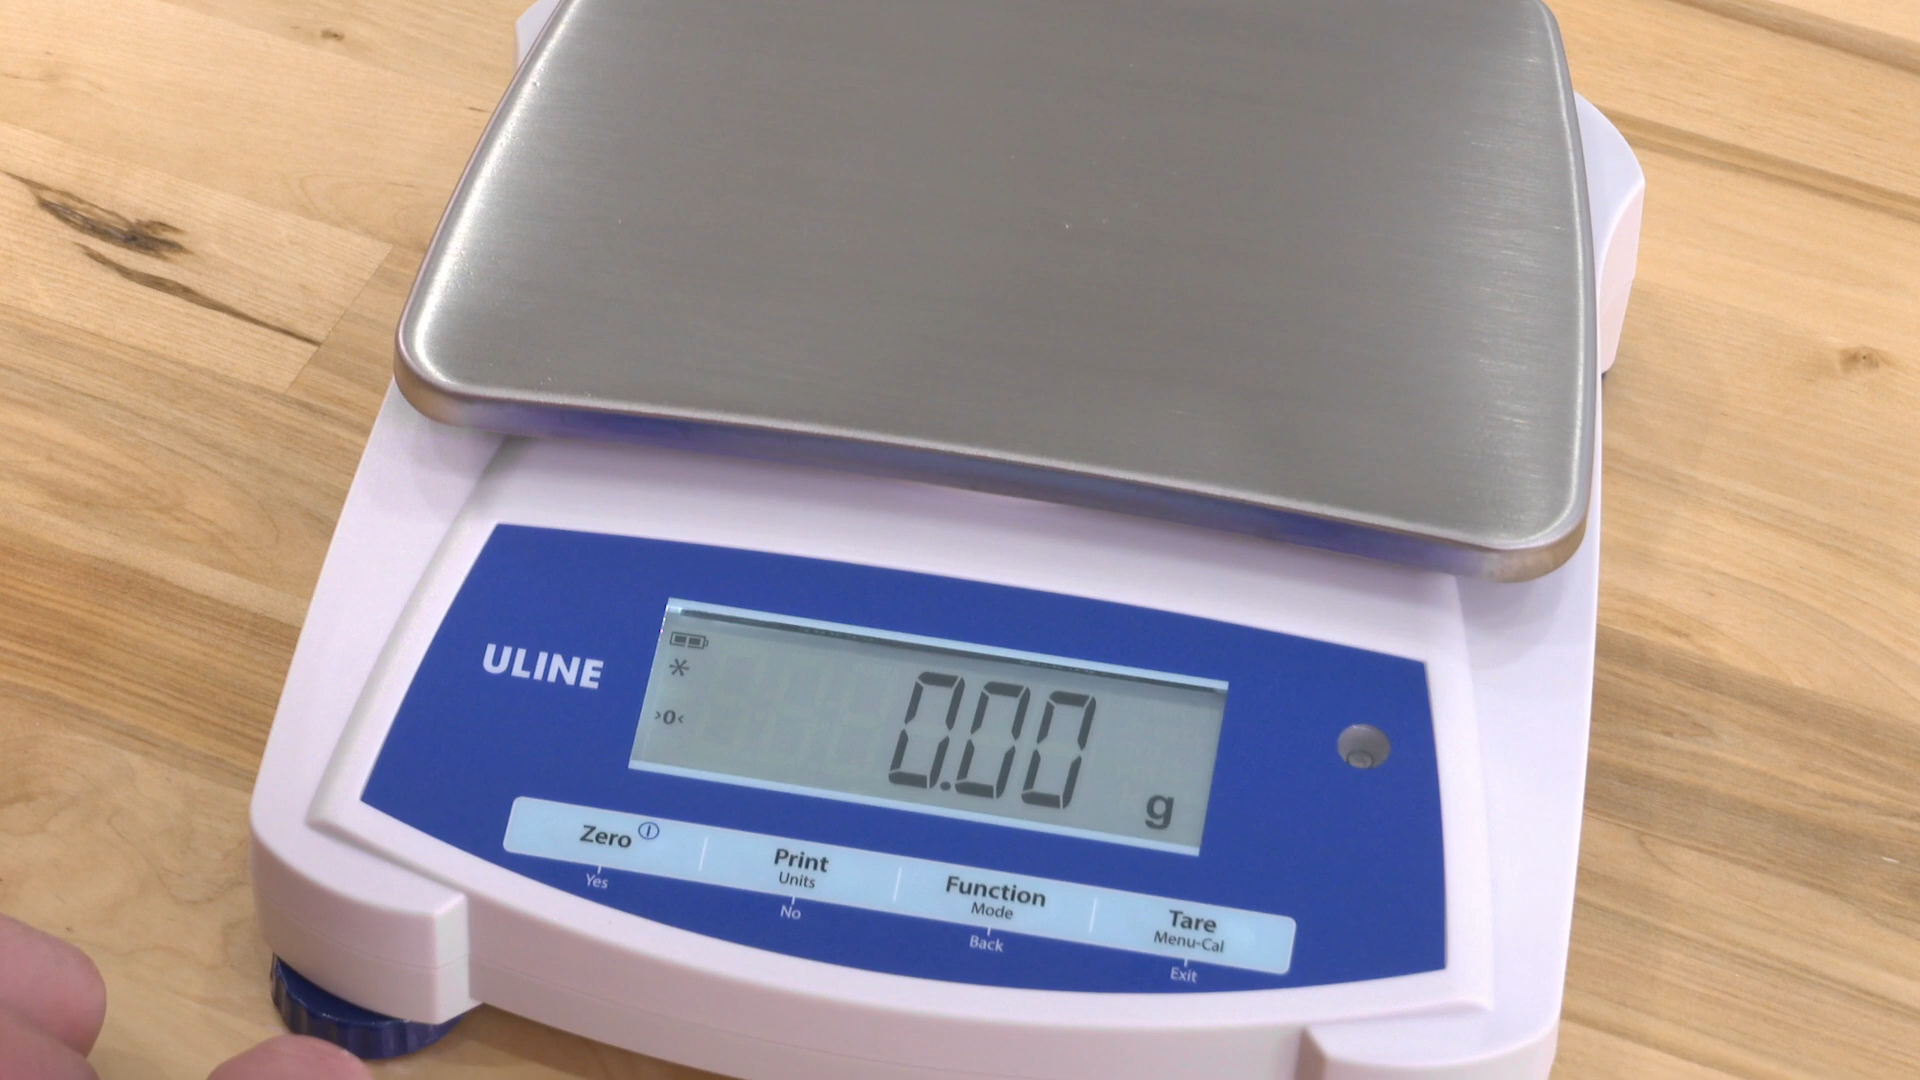 ULINE
*
>0<
0.00 g
Zero
Yes
Print
Units
No
Function
Mode
Back
Tare
Menu-Cal
Exit